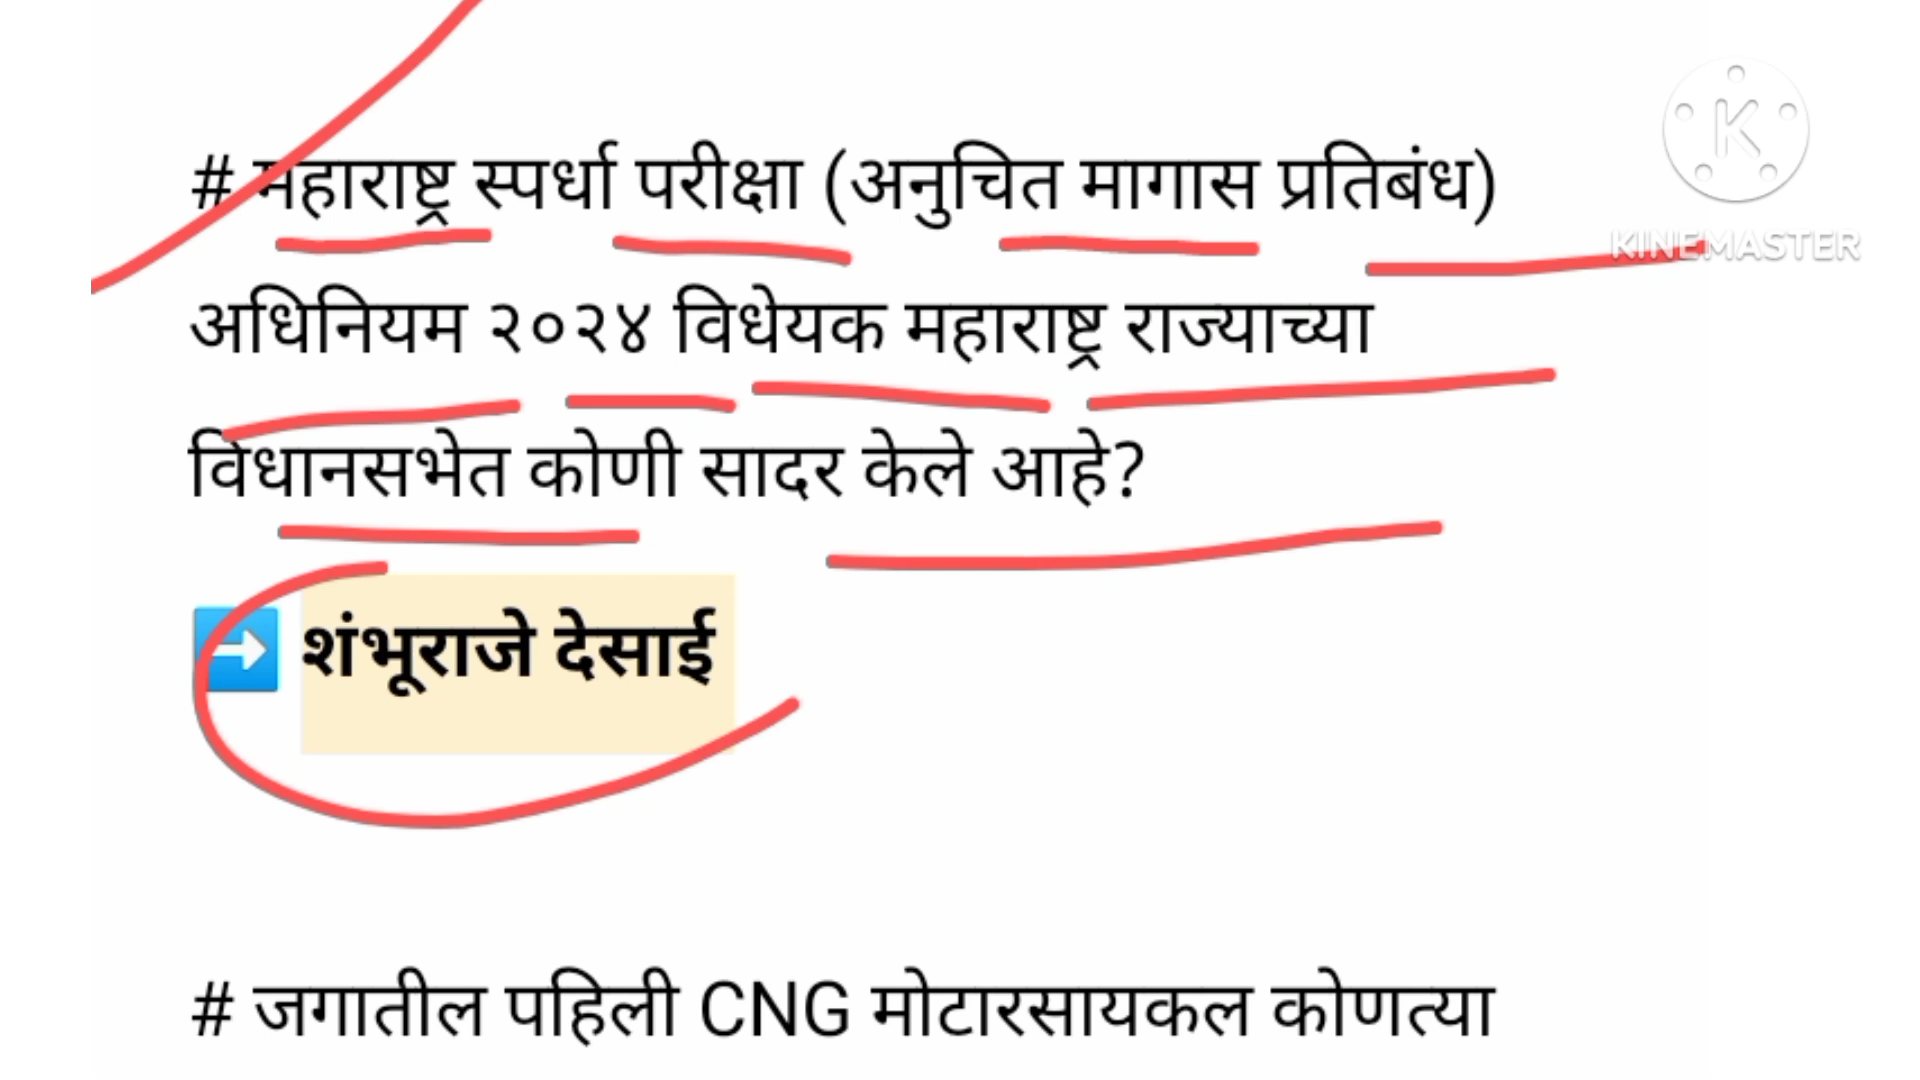 # महाराष्ट्र स्पर्धा परीक्षा (अनुचित मागास प्रतिबंध)
KINEMASTER
अधिनियम २०२४ विधेयक महाराष्ट्र राज्याच्या
विधानसभेत कोणी सादर केले आहे?
➡ शंभूराजे देसाई
# जगातील पहिली CNG मोटारसायकल कोणत्या